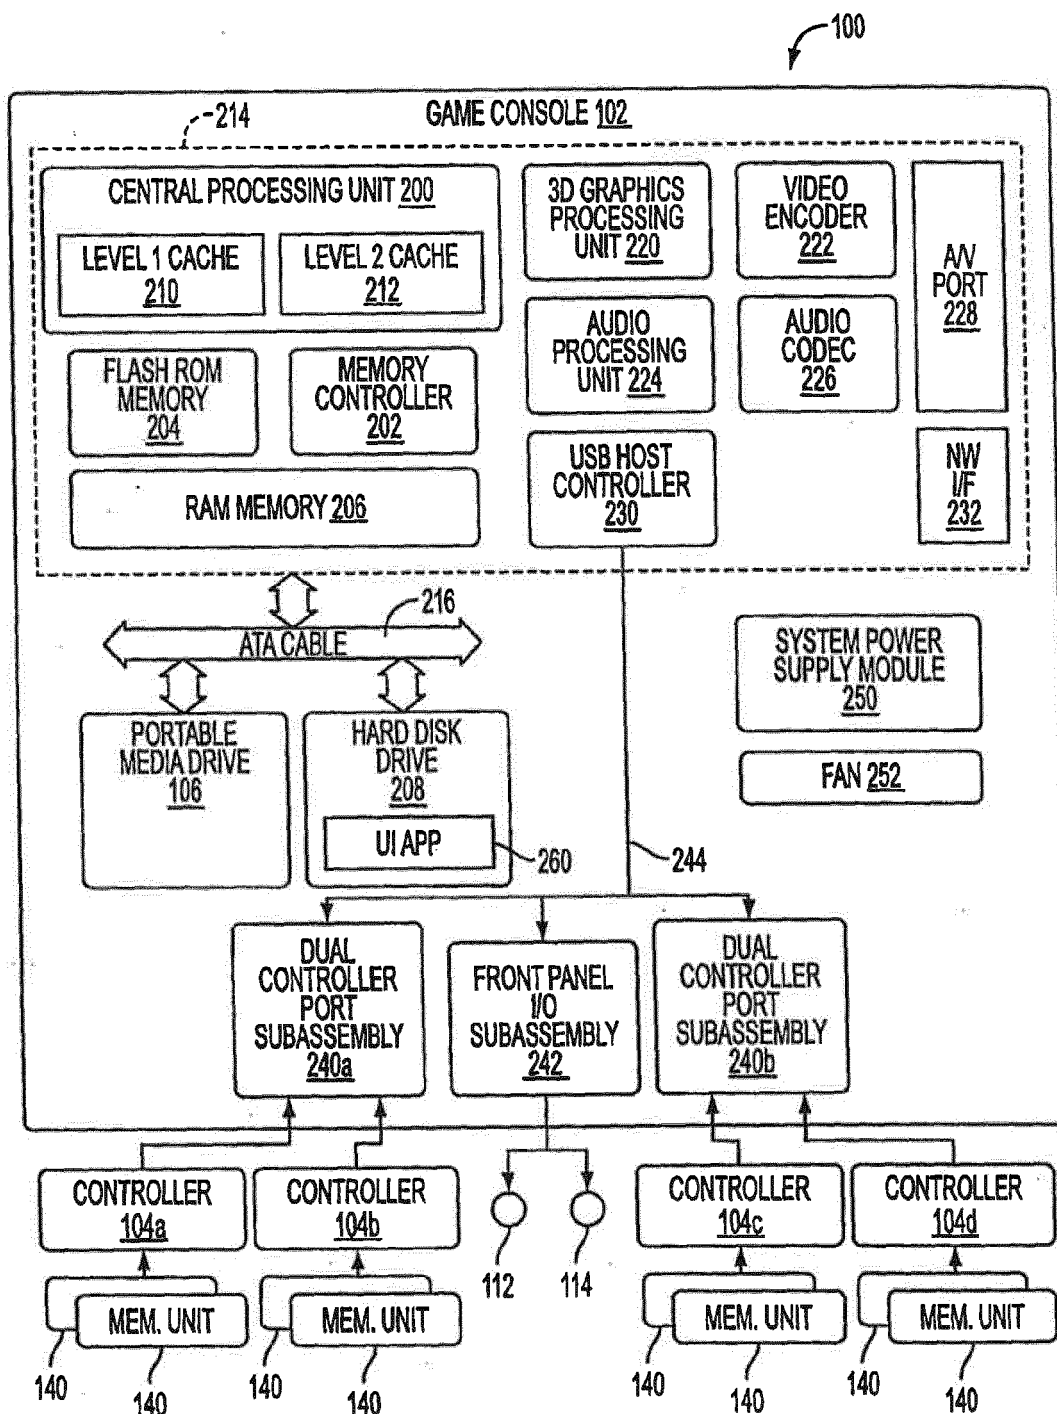 100
GAME CONSOLE 102
214
CENTRAL PROCESSING UNIT 200
LEVEL 1 CACHE
210
LEVEL 2 CACHE
212
FLASH ROM
MEMORY
204
MEMORY
CONTROLLER
202
RAM MEMORY 206
3D GRAPHICS
PROCESSING
UNIT 220
VIDEO
ENCODER
222
A/V
PORT
228
AUDIO
PROCESSING
UNIT 224
AUDIO
CODEC
226
USB HOST
CONTROLLER
230
NW
I/F
232
216
ATA CABLE
PORTABLE
MEDIA DRIVE
106
HARD DISK
DRIVE
208
UI APP
260
SYSTEM POWER
SUPPLY MODULE
250
FAN 252
244
DUAL
CONTROLLER
PORT
SUBASSEMBLY
240a
FRONT PANEL
I/O
SUBASSEMBLY
242
DUAL
CONTROLLER
PORT
SUBASSEMBLY
240b
CONTROLLER
104a
CONTROLLER
104b
112
114
CONTROLLER
104c
CONTROLLER
104d
MEM. UNIT
140
140
MEM. UNIT
140
140
MEM. UNIT
140
140
MEM. UNIT
140
140